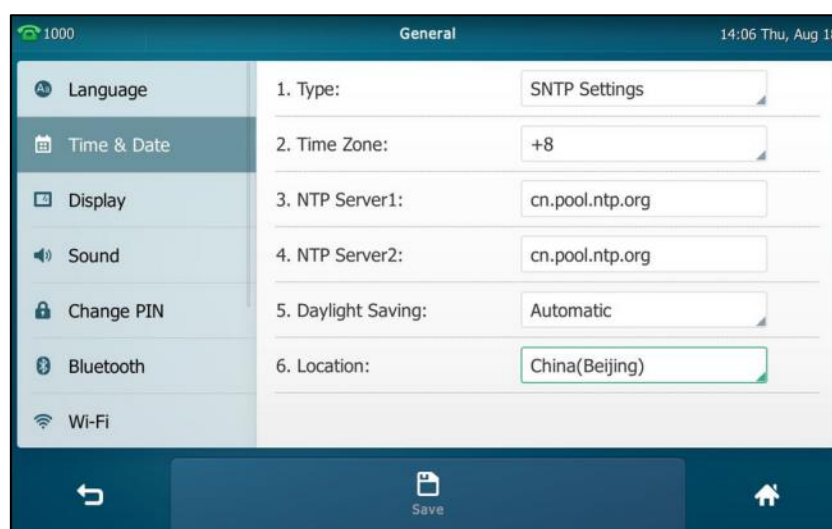 1000 General 14:06 Thu, Aug 18
Language
Time & Date
Display
Sound
Change PIN
Bluetooth
Wi-Fi
1. Type: SNTP Settings
2. Time Zone: +8
3. NTP Server1: cn.pool.ntp.org
4. NTP Server2: cn.pool.ntp.org
5. Daylight Saving: Automatic
6. Location: China(Beijing)
Save